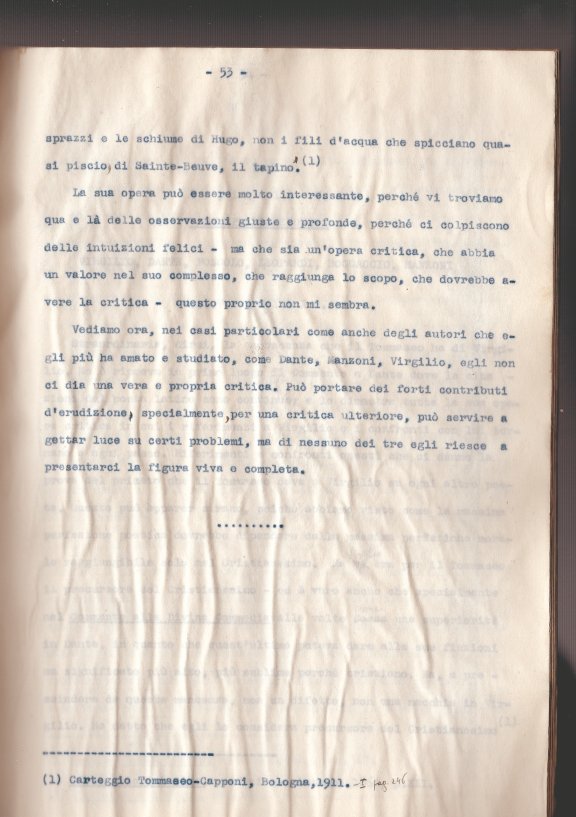 - 53 -
sprazzi e le schiume di Hugo, non i fili d'acqua che spicciano qua-
si piscio, di Sainte-Beuve, il tapino.(1)
La sua opera può essere molto interessante, perché vi troviamo
qua e là delle osservazioni giuste e profonde, perché ci colpiscono
delle intuizioni felici - ma che sia un'opera critica, che abbia
un valore nel suo complesso, che raggiunga lo scopo, che dovrebbe a-
vere la critica - questo proprio non mi sembra.
Vediamo ora, nei casi particolari come anche degli autori che e-
gli più ha amato e studiato, come Dante, Manzoni, Virgilio, egli non
ci dia una vera e propria critica. Può portare dei forti contributi
d'erudizione, specialmente, per una critica ulteriore, può servire a
gettar luce su certi problemi, ma di nessuno dei tre egli riesce a
presentarci la figura viva e completa.
..........
(1) Carteggio Tommaseo-Capponi, Bologna,1911. - I pag 246